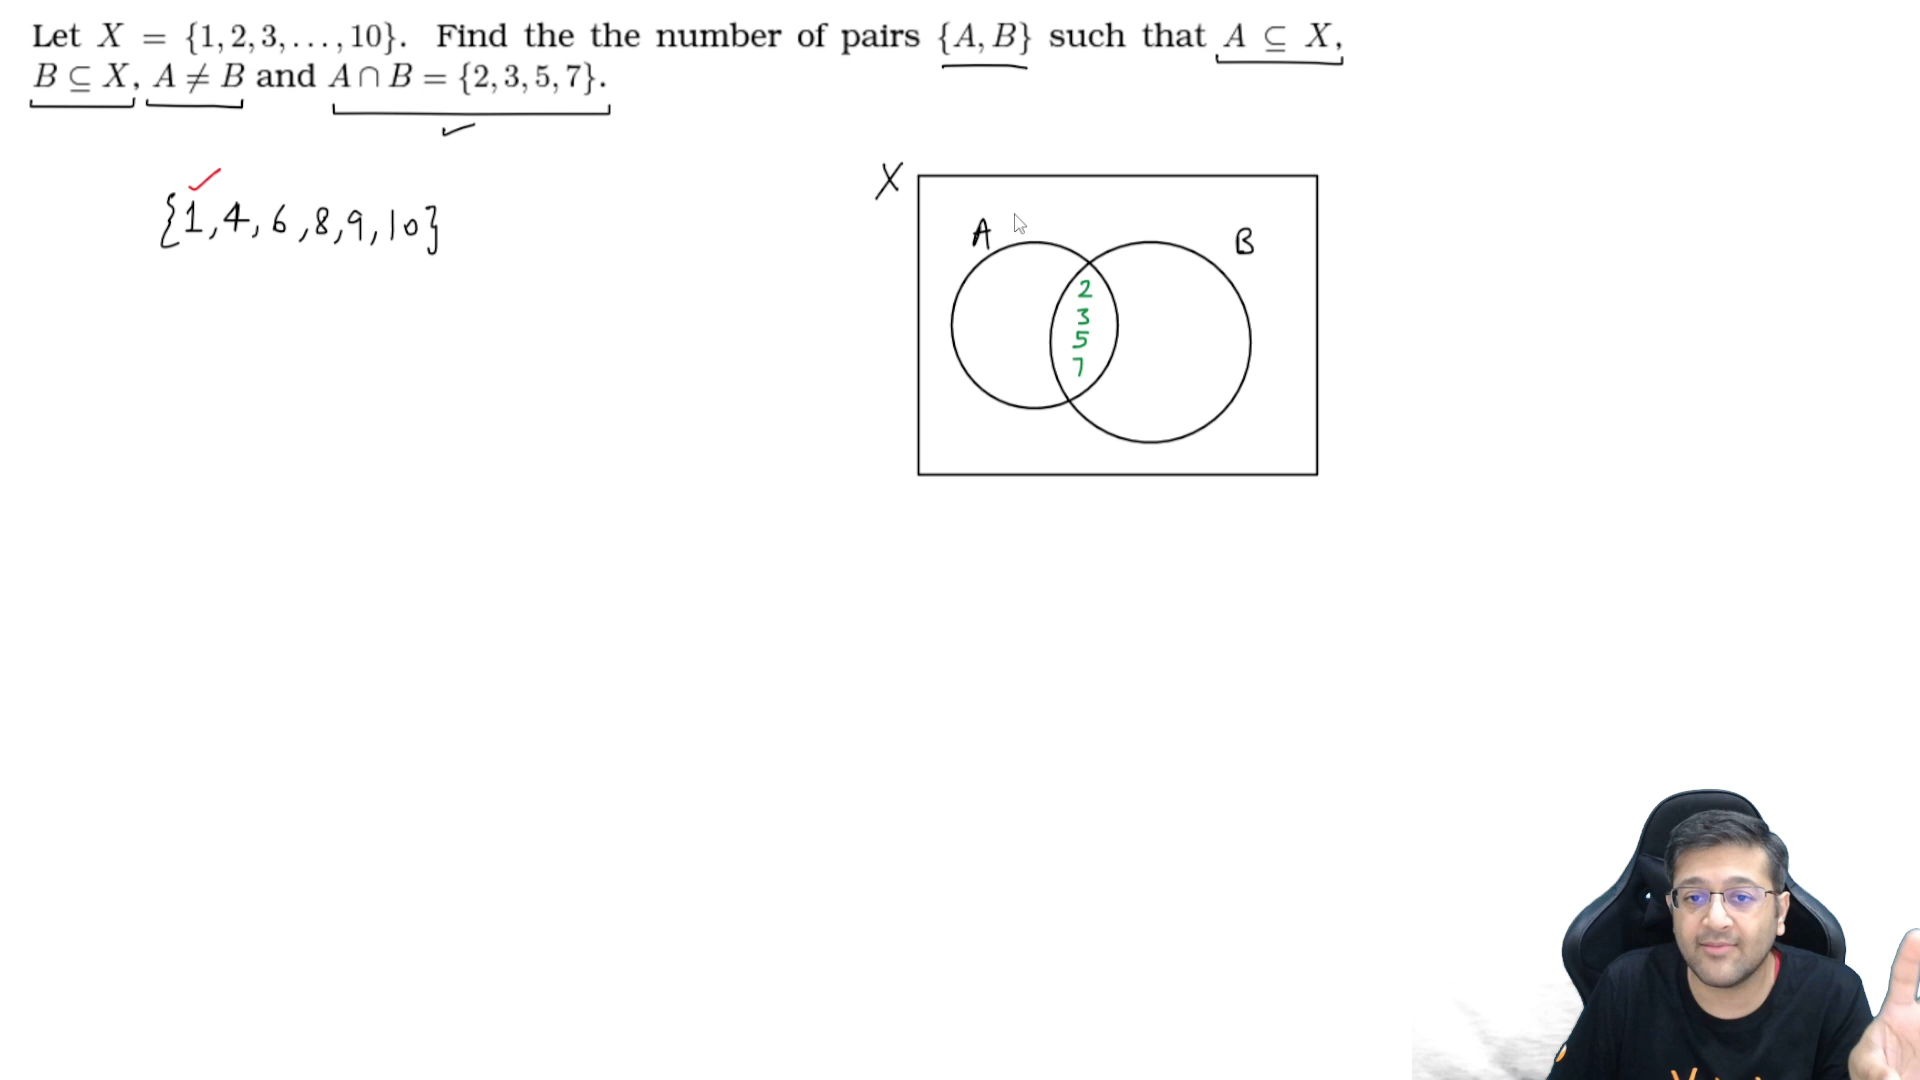 Let X = {1, 2, 3, . . . , 10}. Find the the number of pairs {A, B} such that A ⊆ X,
B ⊆ X, A ≠ B and A ∩ B = {2, 3, 5, 7}.
{1,4,6,8,9,10}
X
A
B
2
3
5
7